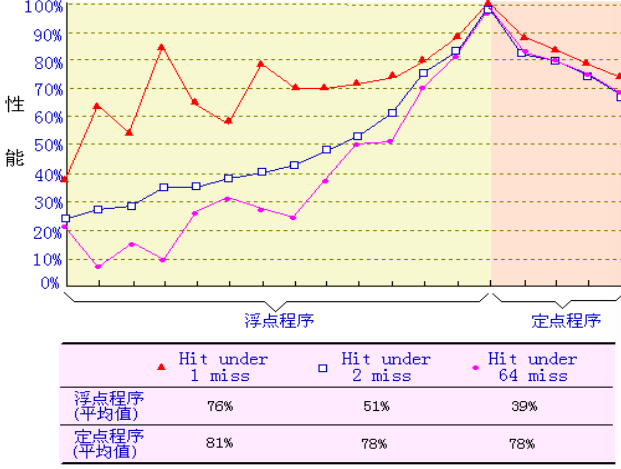 100%
90%
80%
70%
60%
50%
40%
30%
20%
10%
0%
性
能
浮点程序
定点程序
Hit under 1 miss
Hit under 2 miss
Hit under 64 miss
浮点程序 (平均值)
76%
51%
39%
定点程序 (平均值)
81%
78%
78%